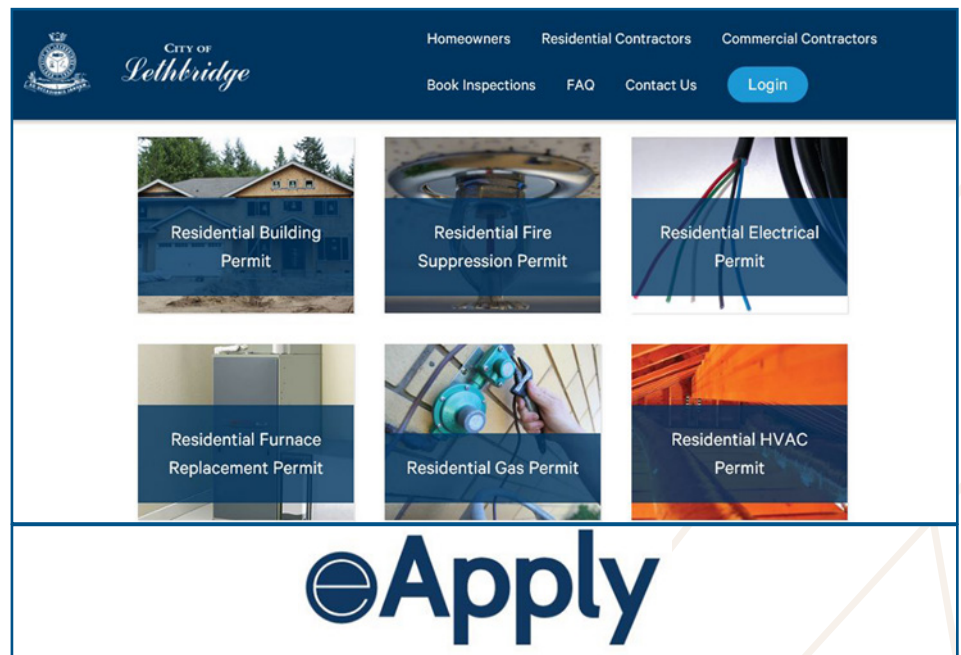 CITY OF
Lethbridge
Homeowners Residential Contractors Commercial Contractors
Book Inspections FAQ Contact Us Login
Residential Building
Permit
Residential Fire
Suppression Permit
Residential Electrical
Permit
Residential Furnace
Replacement Permit
Residential Gas Permit
Residential HVAC
Permit
eApply